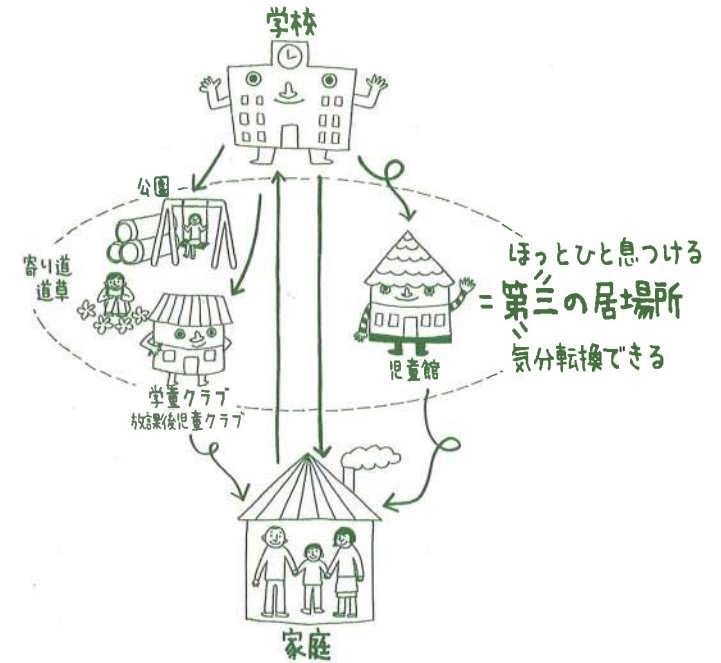 学校
公園
寄り道
道草
ほっとひと息つける
=第三の居場所
気分転換できる
児童館
学童クラブ
放課後児童クラブ
家庭